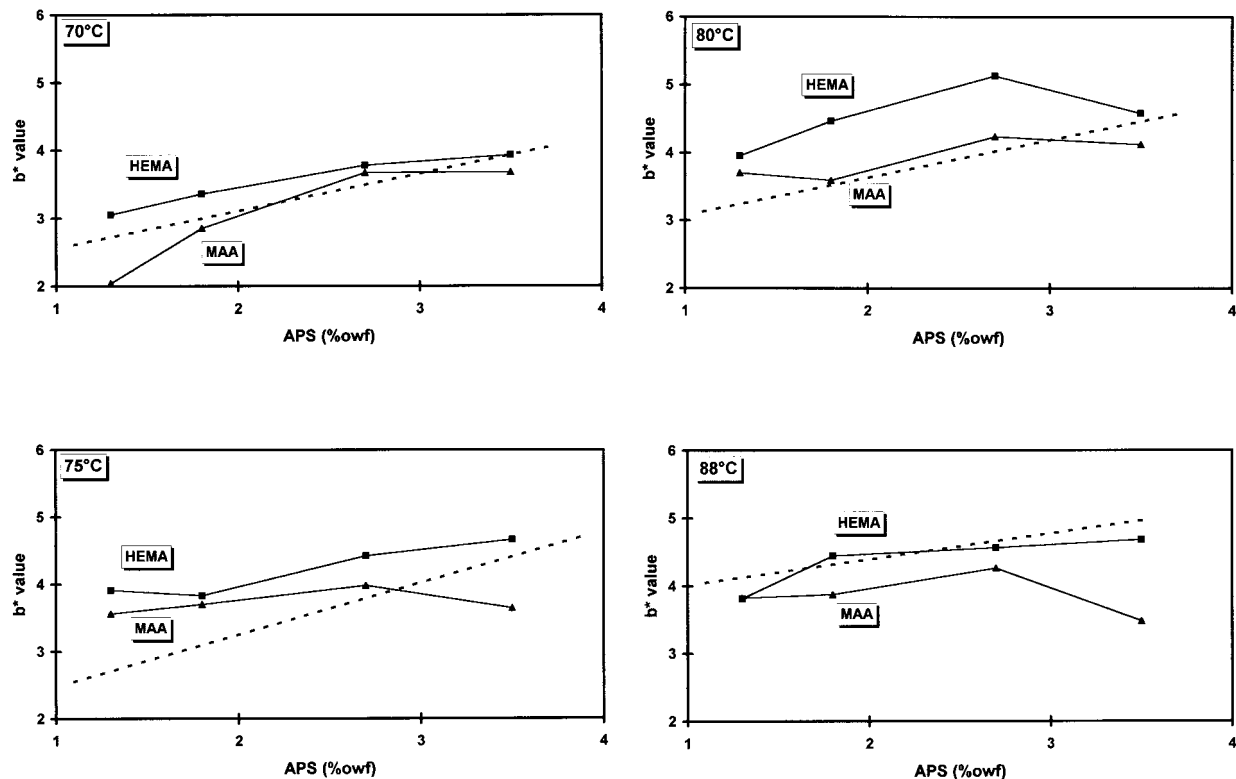 70°C
b* value
6
5
4
3
2
HEMA
MAA
1 2 3 4
APS (%owf)
80°C
b* value
6
5
4
3
2
HEMA
MAA
1 2 3 4
APS (%owf)
75°C
b* value
6
5
4
3
2
HEMA
MAA
1 2 3 4
APS (%owf)
88°C
b* value
6
5
4
3
2
HEMA
MAA
1 2 3 4
APS (%owf)